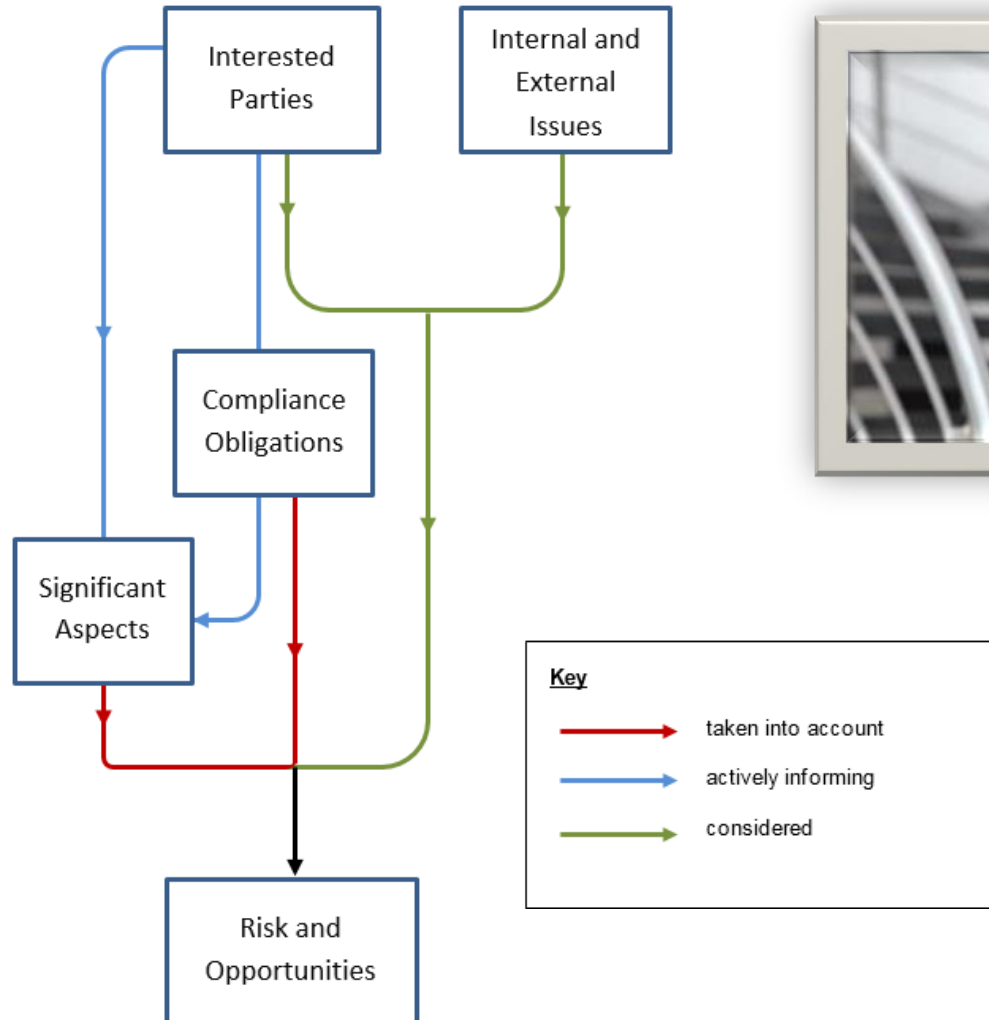 Interested
Parties
Internal and
External
Issues
Compliance
Obligations
Significant
Aspects
Key
taken into account
actively informing
considered
Risk and
Opportunities